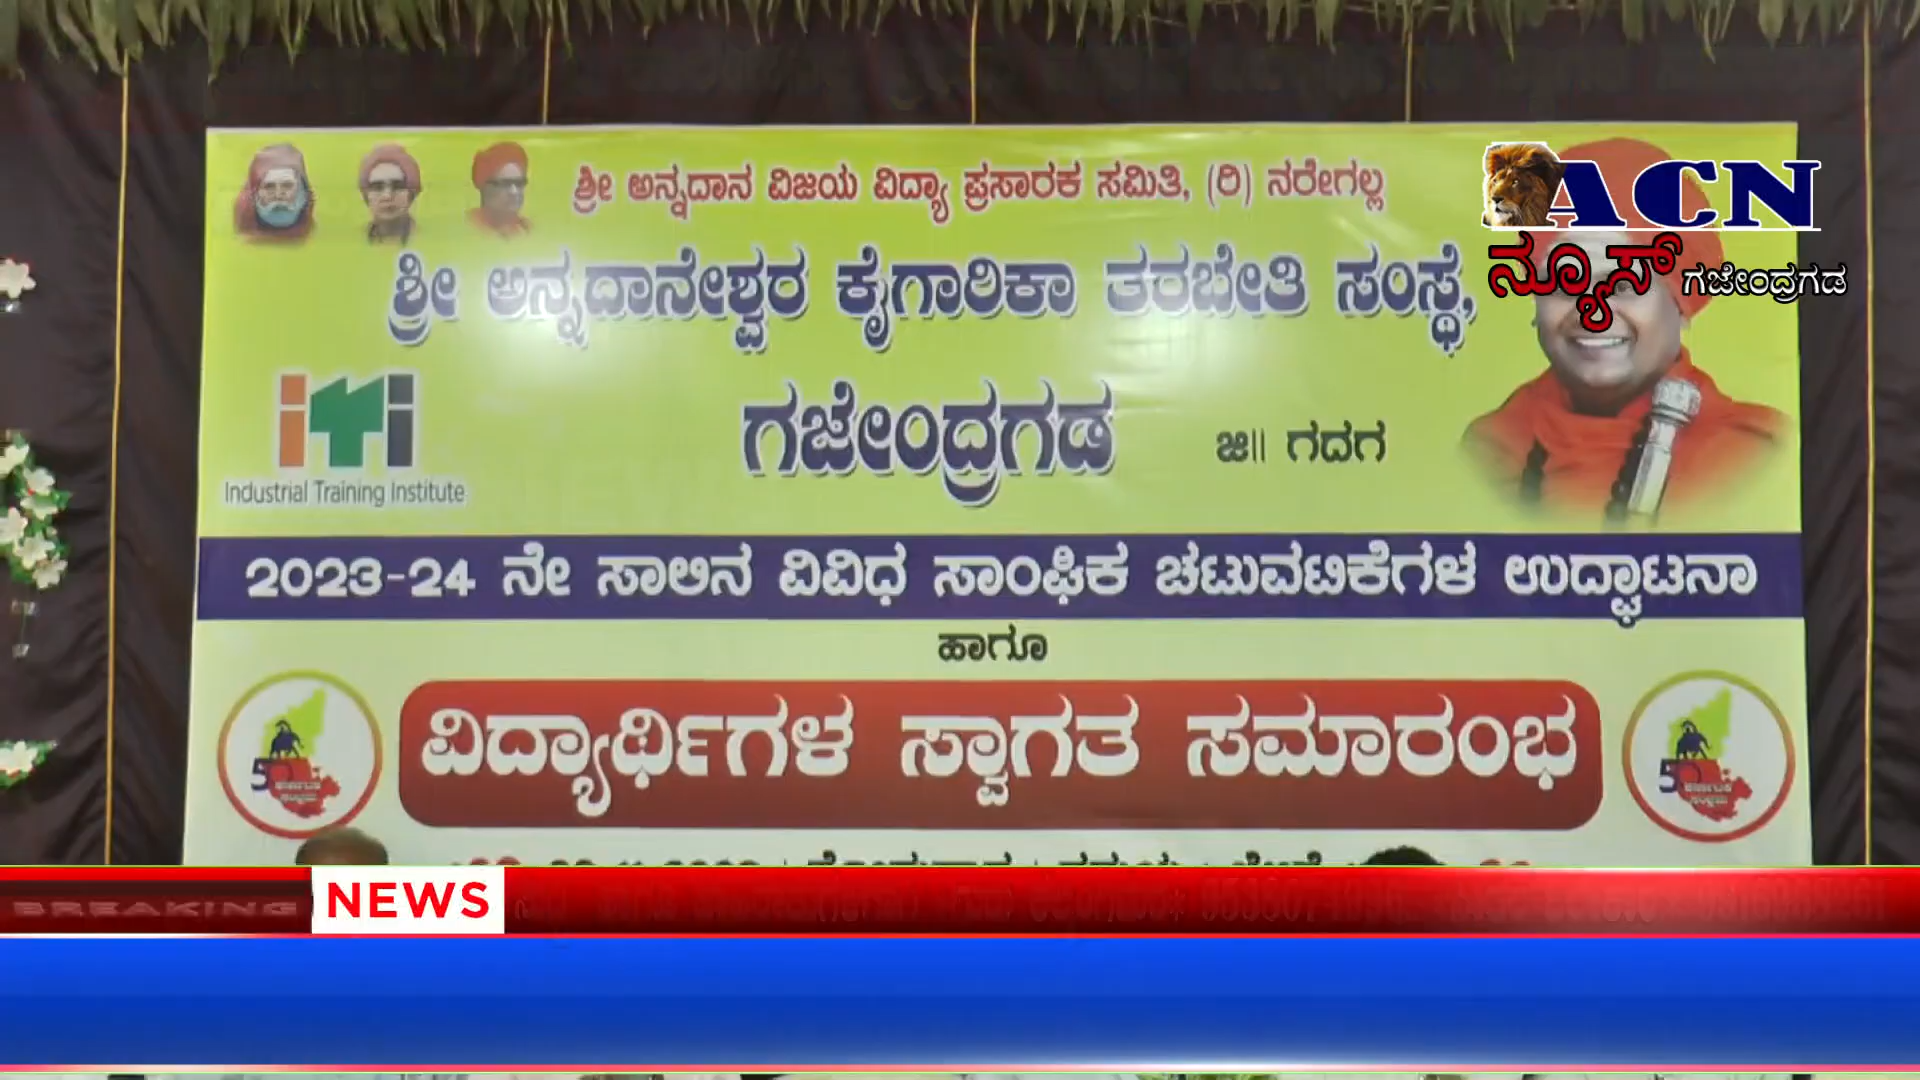 ಶ್ರೀ ಅನ್ನದಾನ ವಿಜಯ ವಿದ್ಯಾ ಪ್ರಸಾರಕ ಸಮಿತಿ, (ರಿ) ನರೇಗಲ್ಲ
ACN
ಶ್ರೀ ಅನ್ನದಾನೇಶ್ವರ ಕೈಗಾರಿಕಾ ತರಬೇತಿ ಸಂಸ್ಥೆ,
ನ್ಯೂಸ್ ಗಜೇಂದ್ರಗಡ
iTi
ಗಜೇಂದ್ರಗಡ ಜಿ|| ಗದಗ
Industrial Training Institute
2023-24 ನೇ ಸಾಲಿನ ವಿವಿಧ ಸಾಂಘಿಕ ಚಟುವಟಿಕೆಗಳ ಉದ್ಘಾಟನಾ
ಹಾಗೂ
ವಿದ್ಯಾರ್ಥಿಗಳ ಸ್ವಾಗತ ಸಮಾರಂಭ
BREAKING NEWS